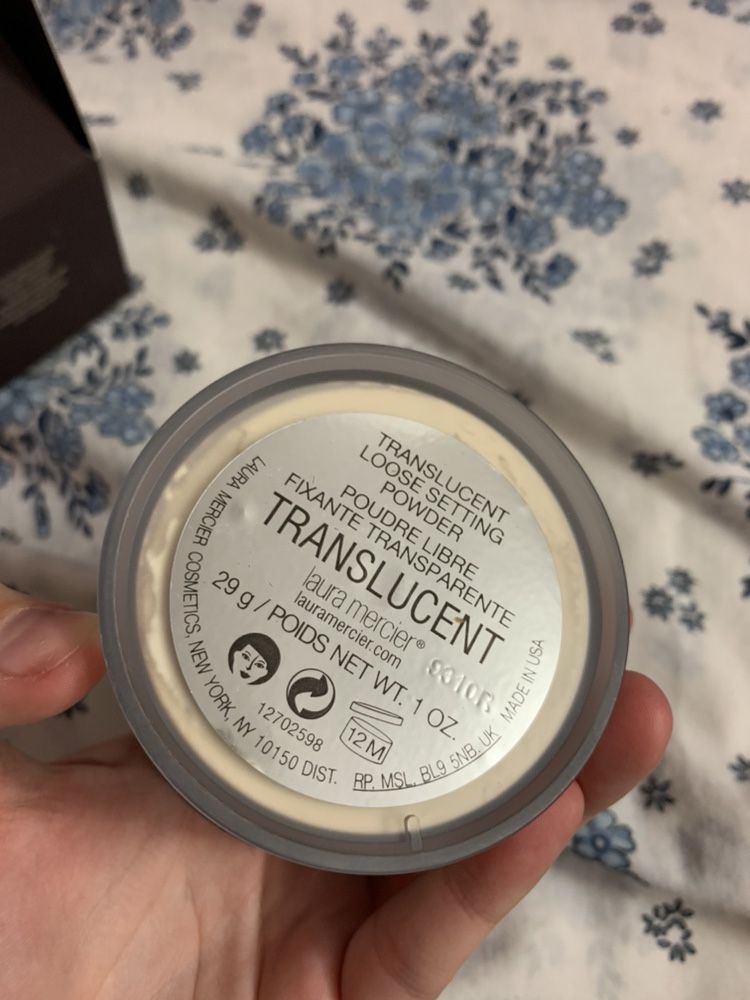 TRANSLUCENT
LOOSE SETTING
POWDER
POUDRE LIBRE
FIXANTE TRANSPARENTE
TRANSLUCENT
laura mercier®
lauramercier.com
29 g / POIDS NET WT. 1 OZ.
12702598
12M
LAURA MERCIER COSMETICS, NEW YORK, NY 10150 DIST.
RP. MSL, BL9 5NB. UK
MADE IN USA